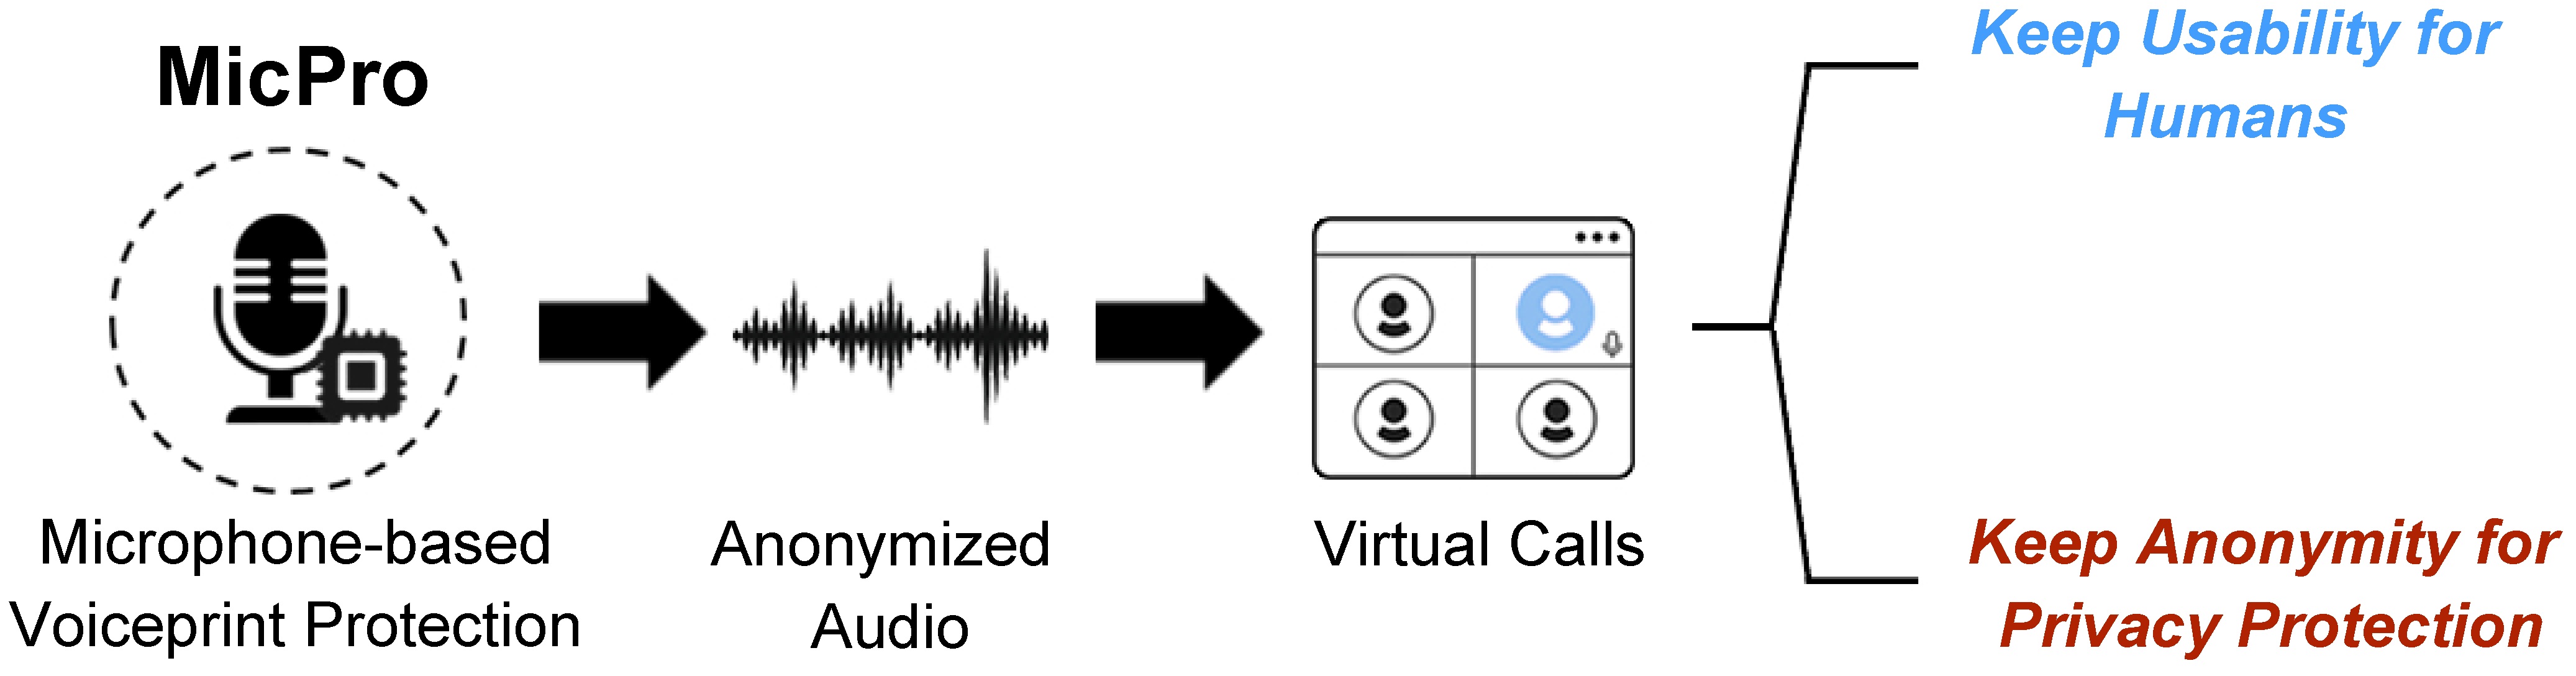 MicPro
Microphone-based
Voiceprint Protection
Anonymized
Audio
Virtual Calls
Keep Usability for
Humans
Keep Anonymity for
Privacy Protection